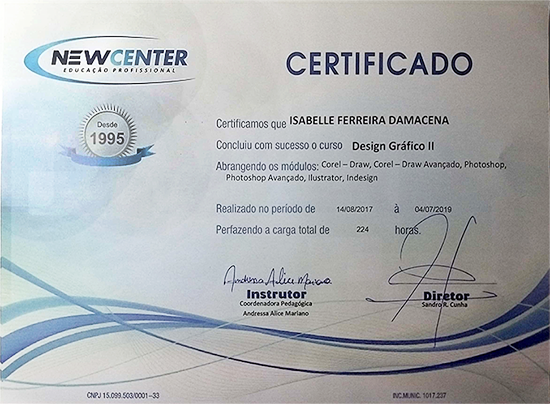 NEWCENTER
EDUCAÇÃO PROFISSIONAL
CERTIFICADO
Desde
1995
Certificamos que ISABELLE FERREIRA DAMACENA
Concluiu com sucesso o curso Design Gráfico II
Abrangendo os módulos: Corel – Draw, Corel – Draw Avançado, Photoshop,
Photoshop Avançado, Ilustrator, Indesign
Realizado no período de 14/08/2017 à 04/07/2019
Perfazendo a carga total de 224 horas.
Andressa Alice Mariano
Instrutor
Coordenadora Pedagógica
Andressa Alice Mariano
Diretor
Sandro R. Cunha
CNPJ 15.099.503/0001-33
INC.MUNIC. 1017.237